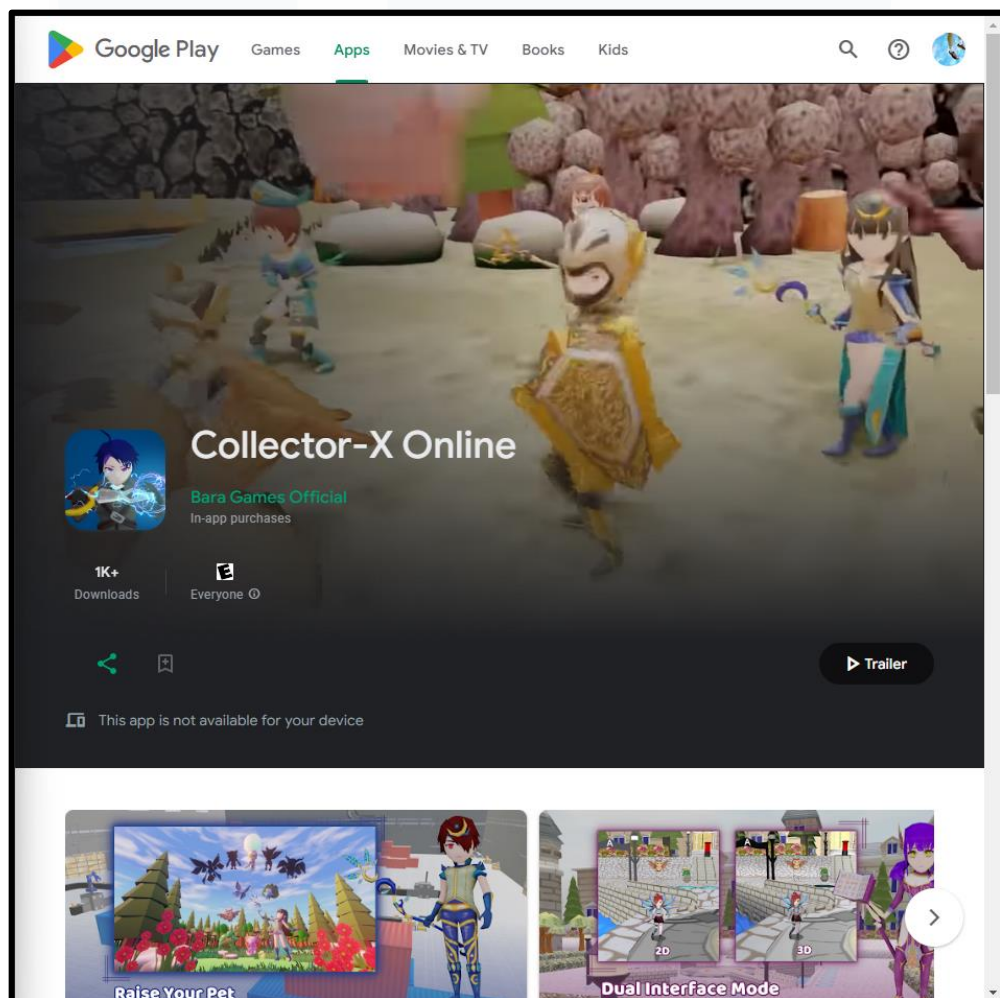 Google Play Games Apps Movies & TV Books Kids
Collector-X Online
Bara Games Official
In-app purchases
1K+
Downloads
E
Everyone
Trailer
This app is not available for your device
2D
3D
Raise Your Pet
Dual Interface Mode